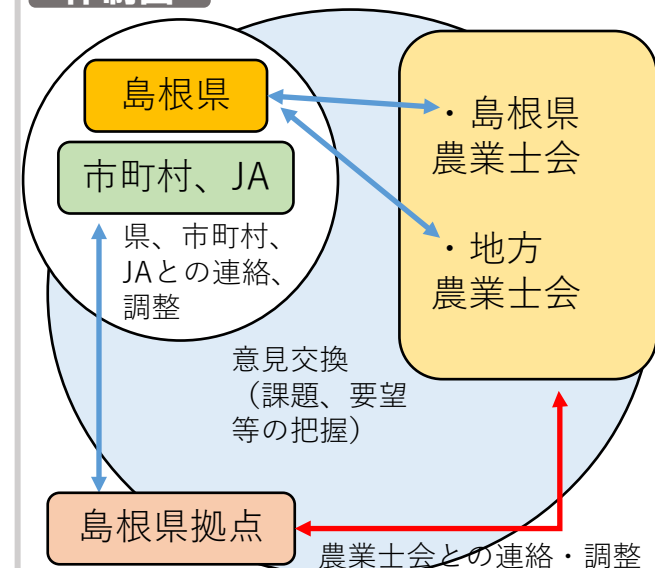 島根県
市町村、JA
県、市町村、
JAとの連絡、
調整
・島根県
農業士会
・地方
農業士会
意見交換
（課題、要望
等の把握）
島根県拠点
農業士会との連絡・調整